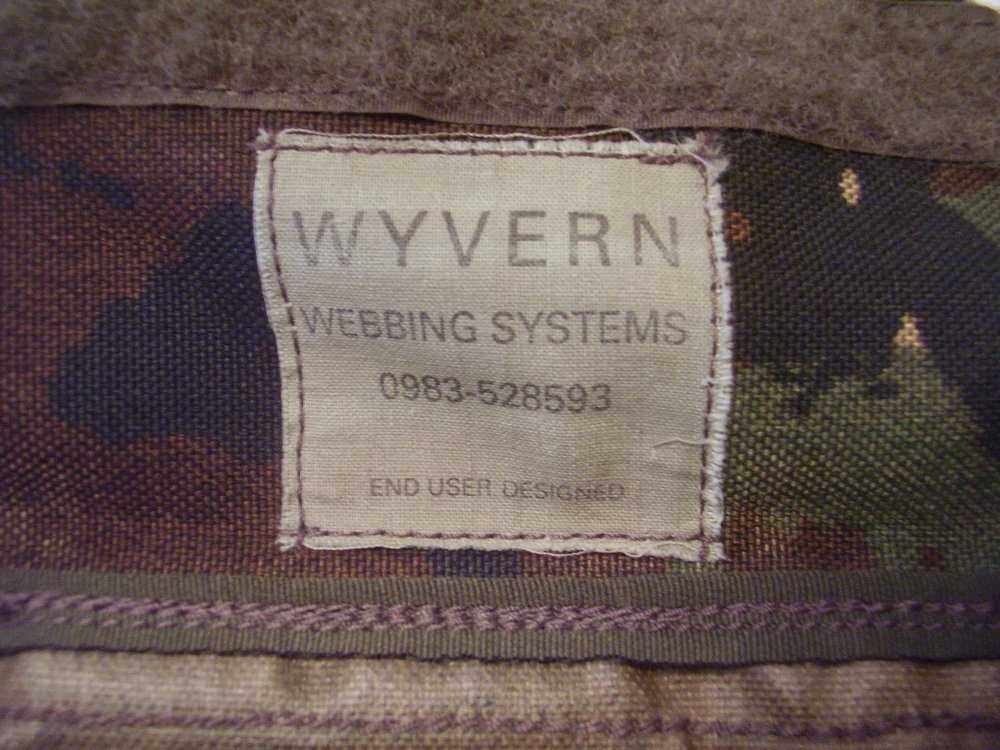 WYVERN
WEBBING SYSTEMS
0983-528593
END USER DESIGNED